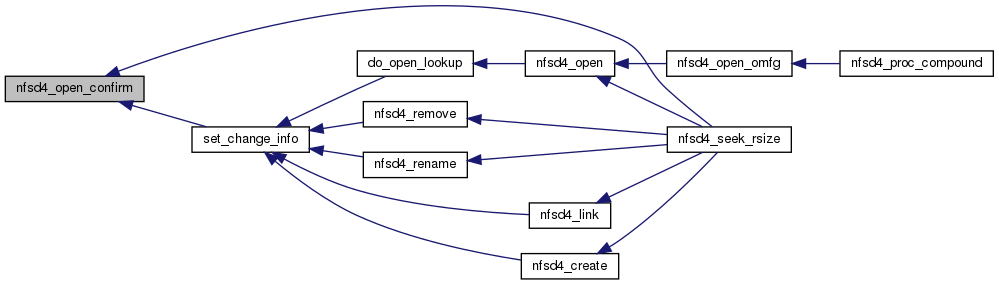 nfsd4_open_confirm
set_change_info
do_open_lookup
nfsd4_open
nfsd4_open_omfg
nfsd4_proc_compound
nfsd4_remove
nfsd4_rename
nfsd4_seek_rsize
nfsd4_link
nfsd4_create